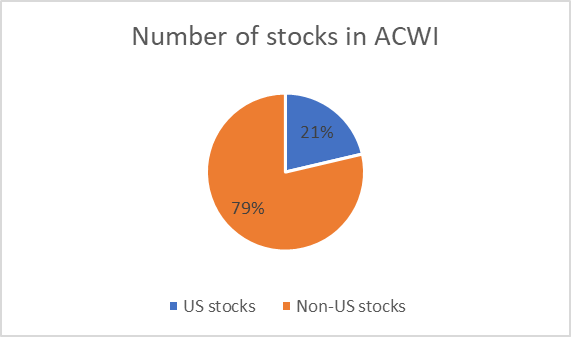 Number of stocks in ACWI
21%
79%
US stocks Non-US stocks